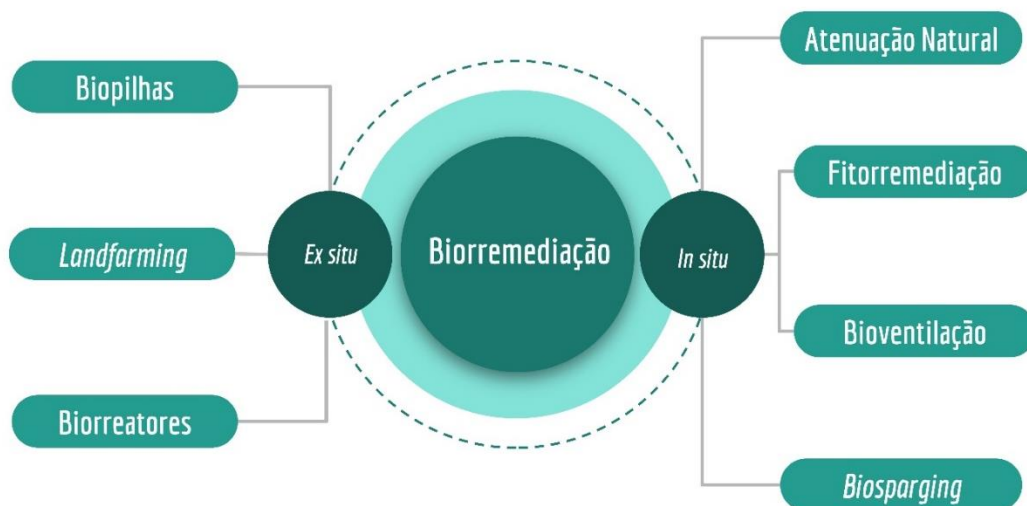 Biopilhas
Landfarming
Biorreatores
Ex situ
Biorremediação
In situ
Atenuação Natural
Fitorremediação
Bioventilação
Biosparging